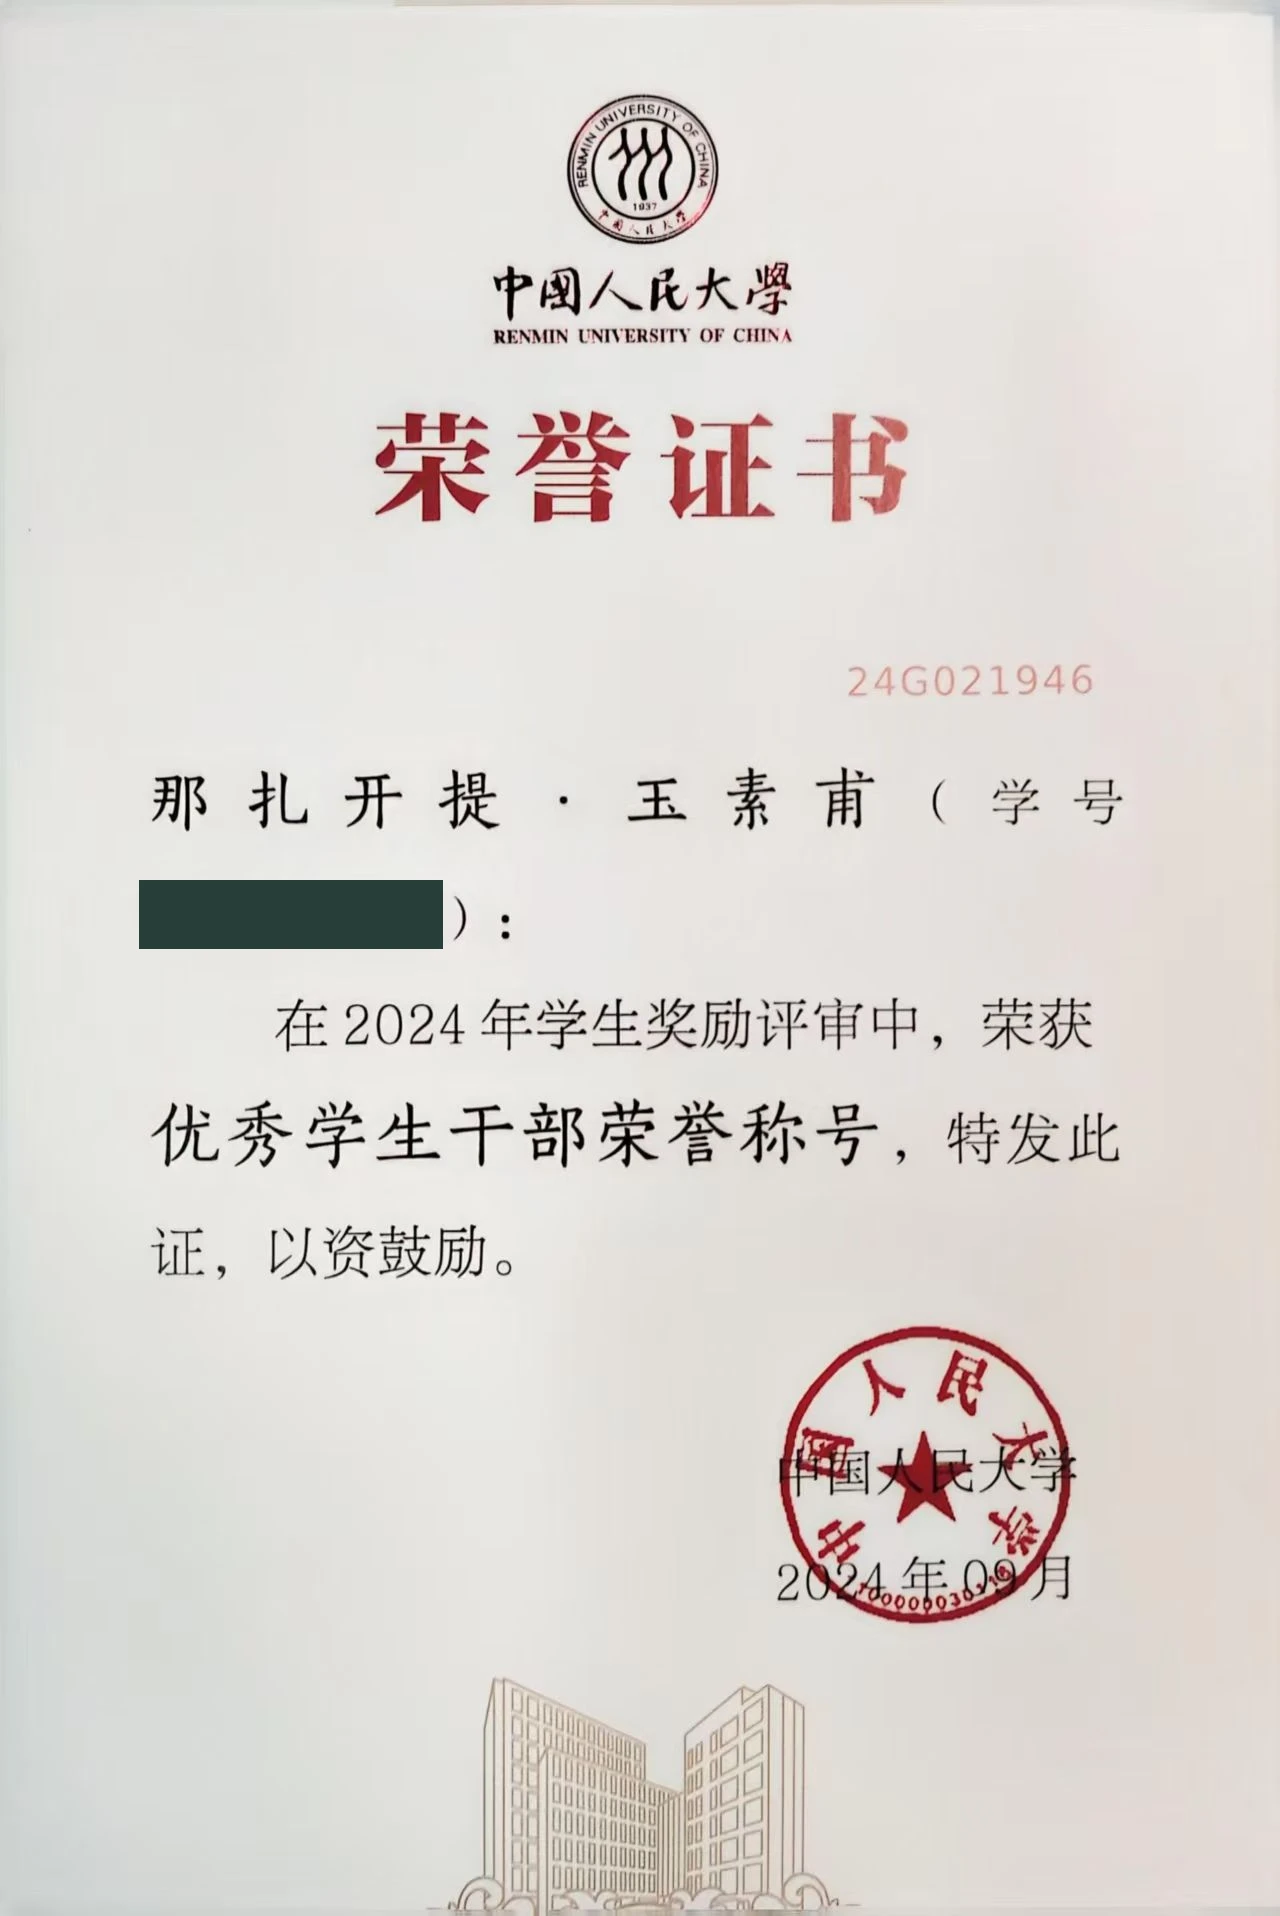 RENMIN UNIVERSITY OF CHINA
1937
中國人民大學
中國人民大學
RENMIN UNIVERSITY OF CHINA
荣誉证书
24G021946
那扎开提·玉素甫（学号
）：
在2024年学生奖励评审中，荣获
优秀学生干部荣誉称号，特发此
证，以资鼓励。
中国人民大学
中国人民大学
2024年09月